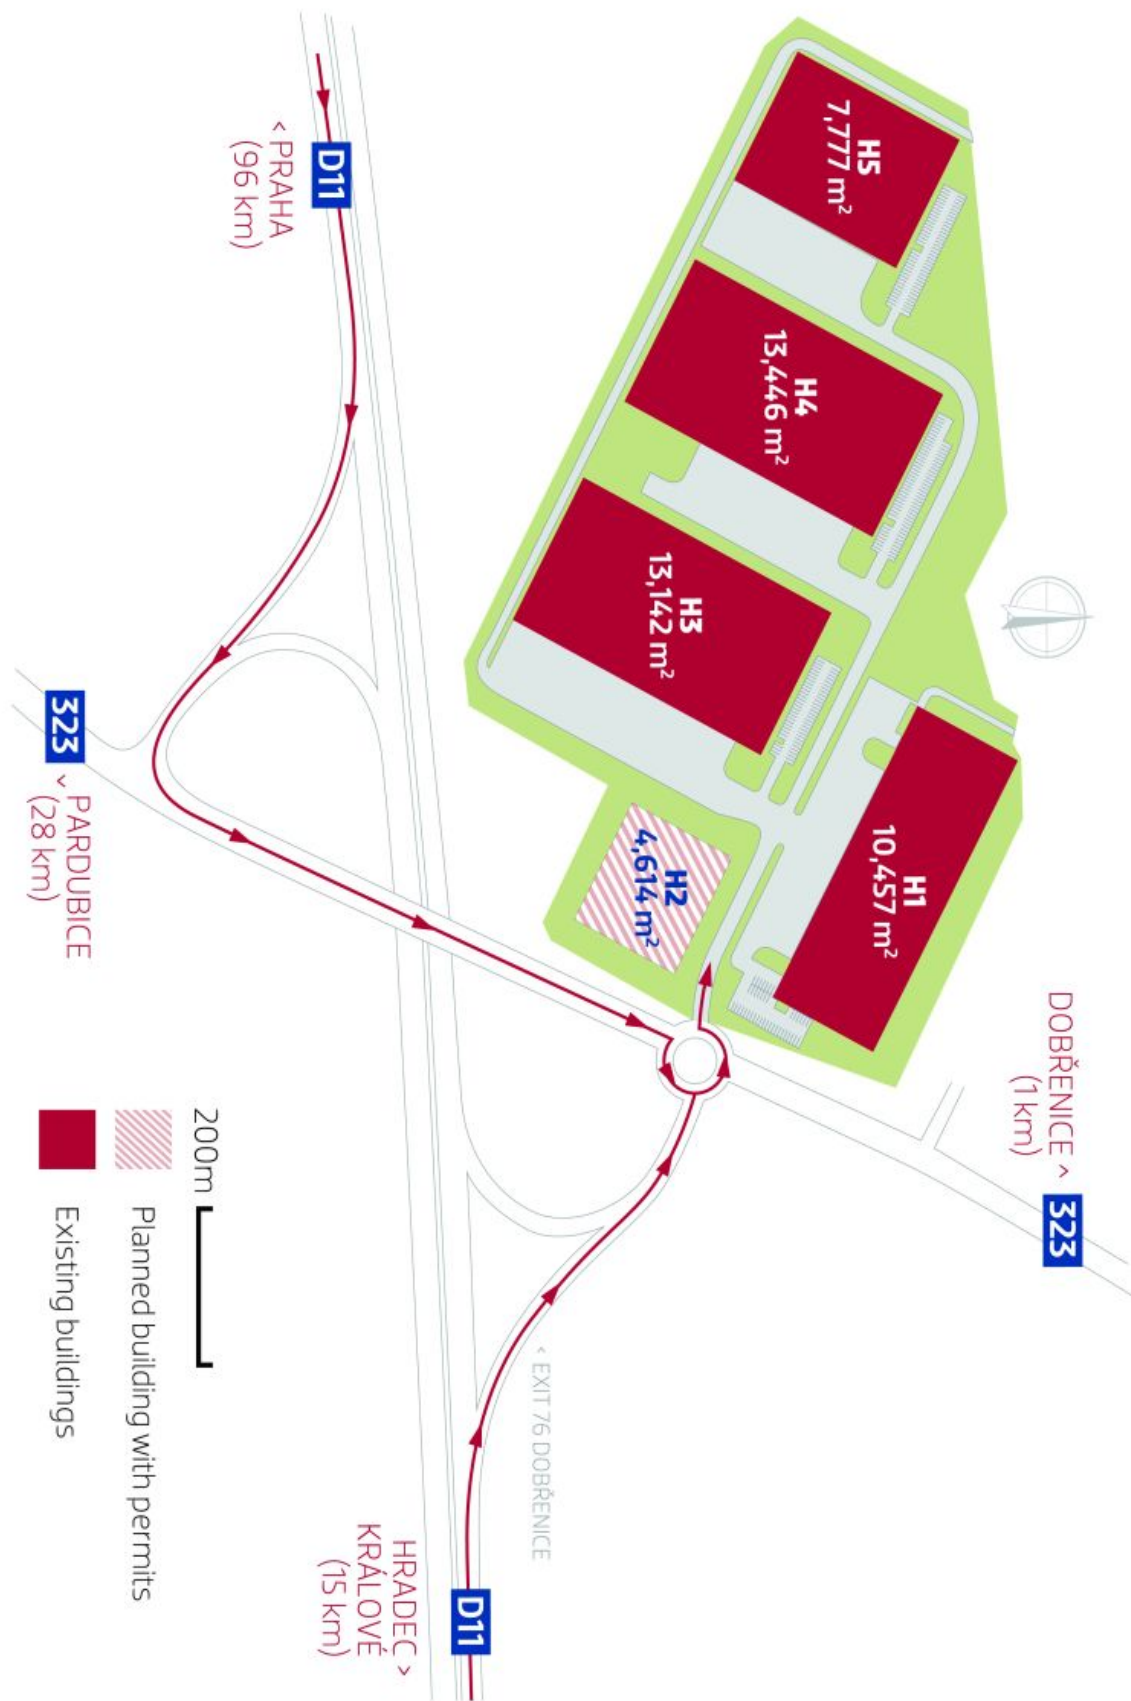 H5
7,777 m²
H4
13,446 m²
H3
13,142 m²
H1
10,457 m²
H2
4,614 m²
DOBŘENICE ^
(1 km)
323
D11
< PRAHA
(96 km)
< EXIT 76 DOBŘENICE
D11
HRADEC >
KRÁLOVÉ
(15 km)
323
˅ PARDUBICE
(28 km)
200m
Planned building with permits
Existing buildings